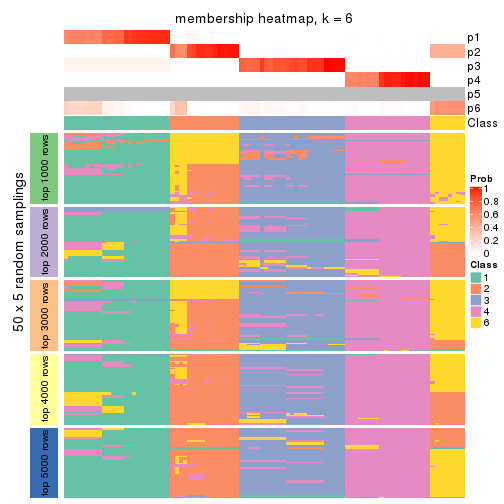 membership heatmap, k = 6
p1
p2
p3
p4
p5
p6
Class
50 x 5 random samplings
top 1000 rows
top 2000 rows
top 3000 rows
top 4000 rows
top 5000 rows
Prob
1
0.8
0.6
0.4
0.2
0
Class
1
2
3
4
6